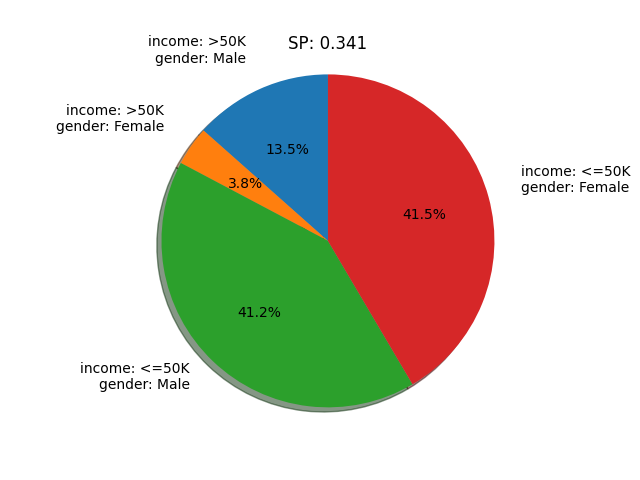 SP: 0.341
income: >50K
gender: Male
13.5%
income: >50K
gender: Female
3.8%
income: <=50K
gender: Male
41.2%
income: <=50K
gender: Female
41.5%